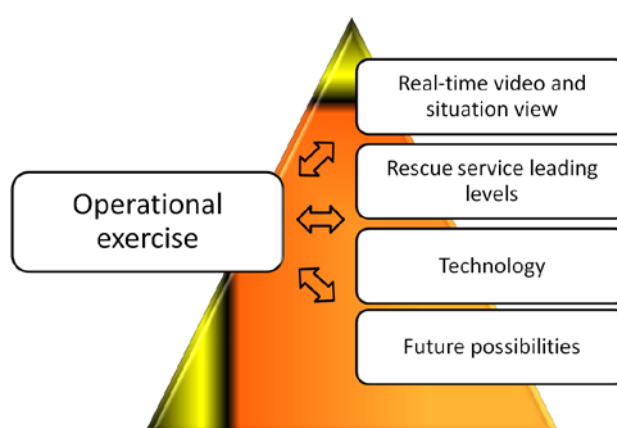 Real-time video and
situation view
Rescue service leading
levels
Operational
exercise
Technology
Future possibilities